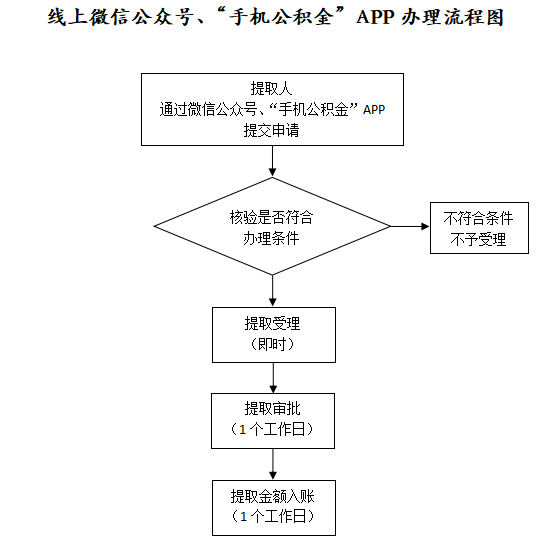 线上微信公众号、“手机公积金”APP 办理流程图
提取人
通过微信公众号、“手机公积金”APP
提交申请
核验是否符合
办理条件
不符合条件
不予受理
提取受理
（即时）
提取审批
（1 个工作日）
提取金额入账
（1 个工作日）